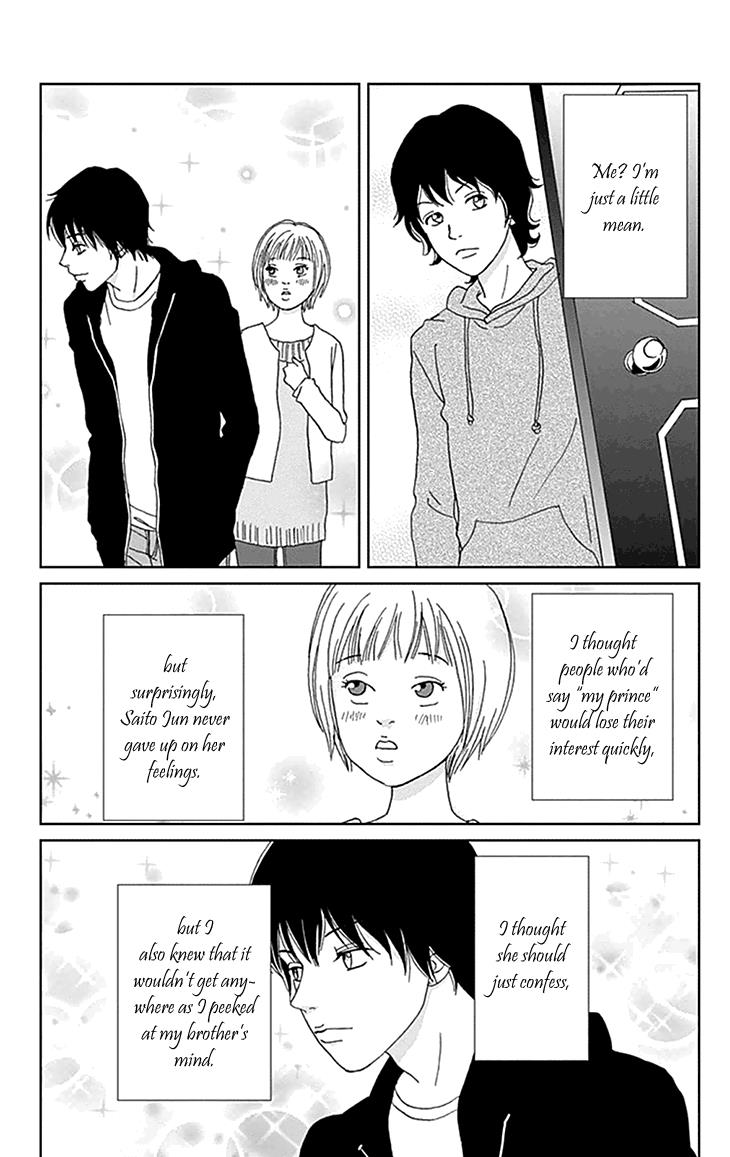 Me? I'm
just a little
mean.
I thought
people who'd
say "my prince"
would lose their
interest quickly,
but
surprisingly,
Saito Jun never
gave up on her
feelings.
I thought
she should
just confess,
but I
also knew that it
wouldn't get any-
where as I peeked
at my brother's
mind.